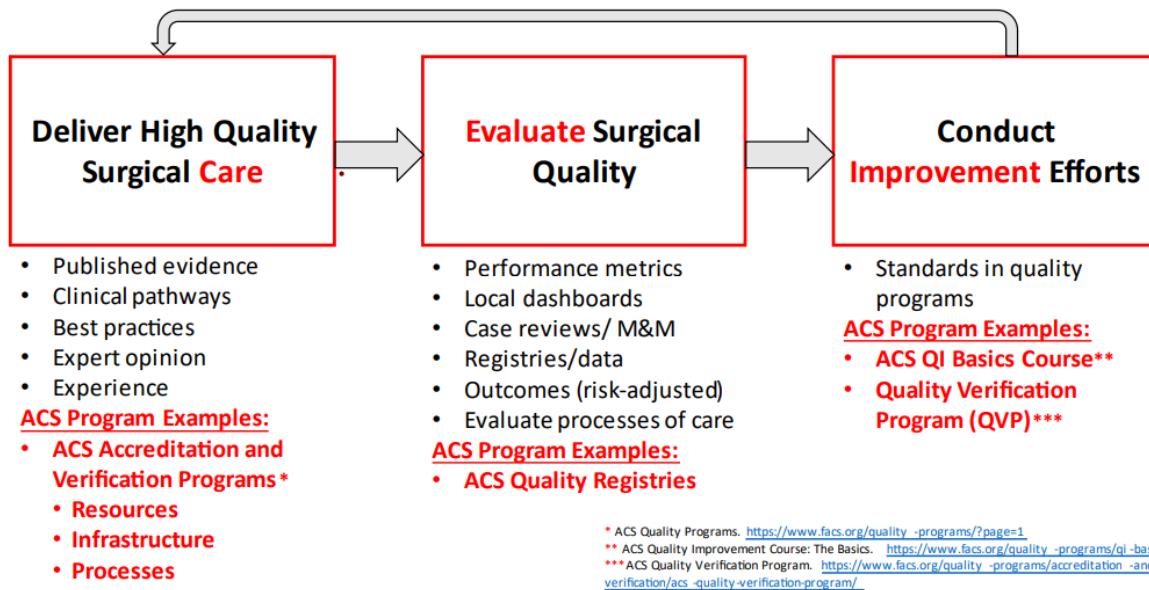 Deliver High Quality
Surgical Care
Evaluate Surgical
Quality
Conduct
Improvement Efforts
• Published evidence
• Clinical pathways
• Best practices
• Expert opinion
• Experience
ACS Program Examples:
• ACS Accreditation and
Verification Programs*
• Resources
• Infrastructure
• Processes
• Performance metrics
• Local dashboards
• Case reviews/ M&M
• Registries/data
• Outcomes (risk-adjusted)
• Evaluate processes of care
ACS Program Examples:
• ACS Quality Registries
• Standards in quality
programs
ACS Program Examples:
• ACS QI Basics Course**
• Quality Verification
Program (QVP)***
* ACS Quality Programs. https://www.facs.org/quality -programs/?page=1
** ACS Quality Improvement Course: The Basics. https://www.facs.org/quality -programs/qi -bas
***ACS Quality Verification Program. https://www.facs.org/quality -programs/accreditation -and
verification/acs -quality-verification-program/